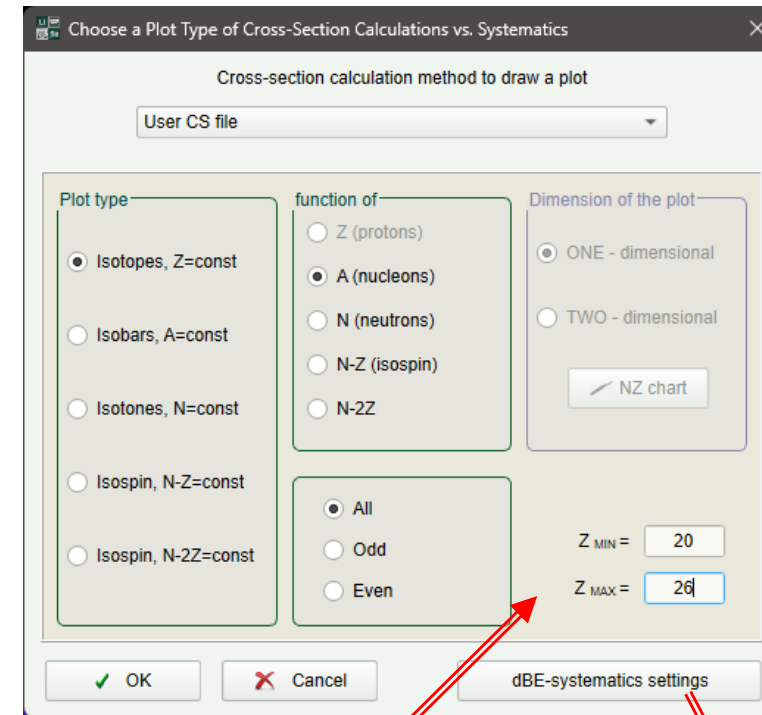 Choose a Plot Type of Cross-Section Calculations vs. Systematics
Cross-section calculation method to draw a plot
User CS file
Plot type
Isotopes, Z=const
Isobars, A=const
Isotones, N=const
Isospin, N-Z=const
Isospin, N-2Z=const
function of
Z (protons)
A (nucleons)
N (neutrons)
N-Z (isospin)
N-2Z
All
Odd
Even
Dimension of the plot
ONE - dimensional
TWO - dimensional
NZ chart
Z MIN = 20
Z MAX = 26
OK
Cancel
dBE-systematics settings